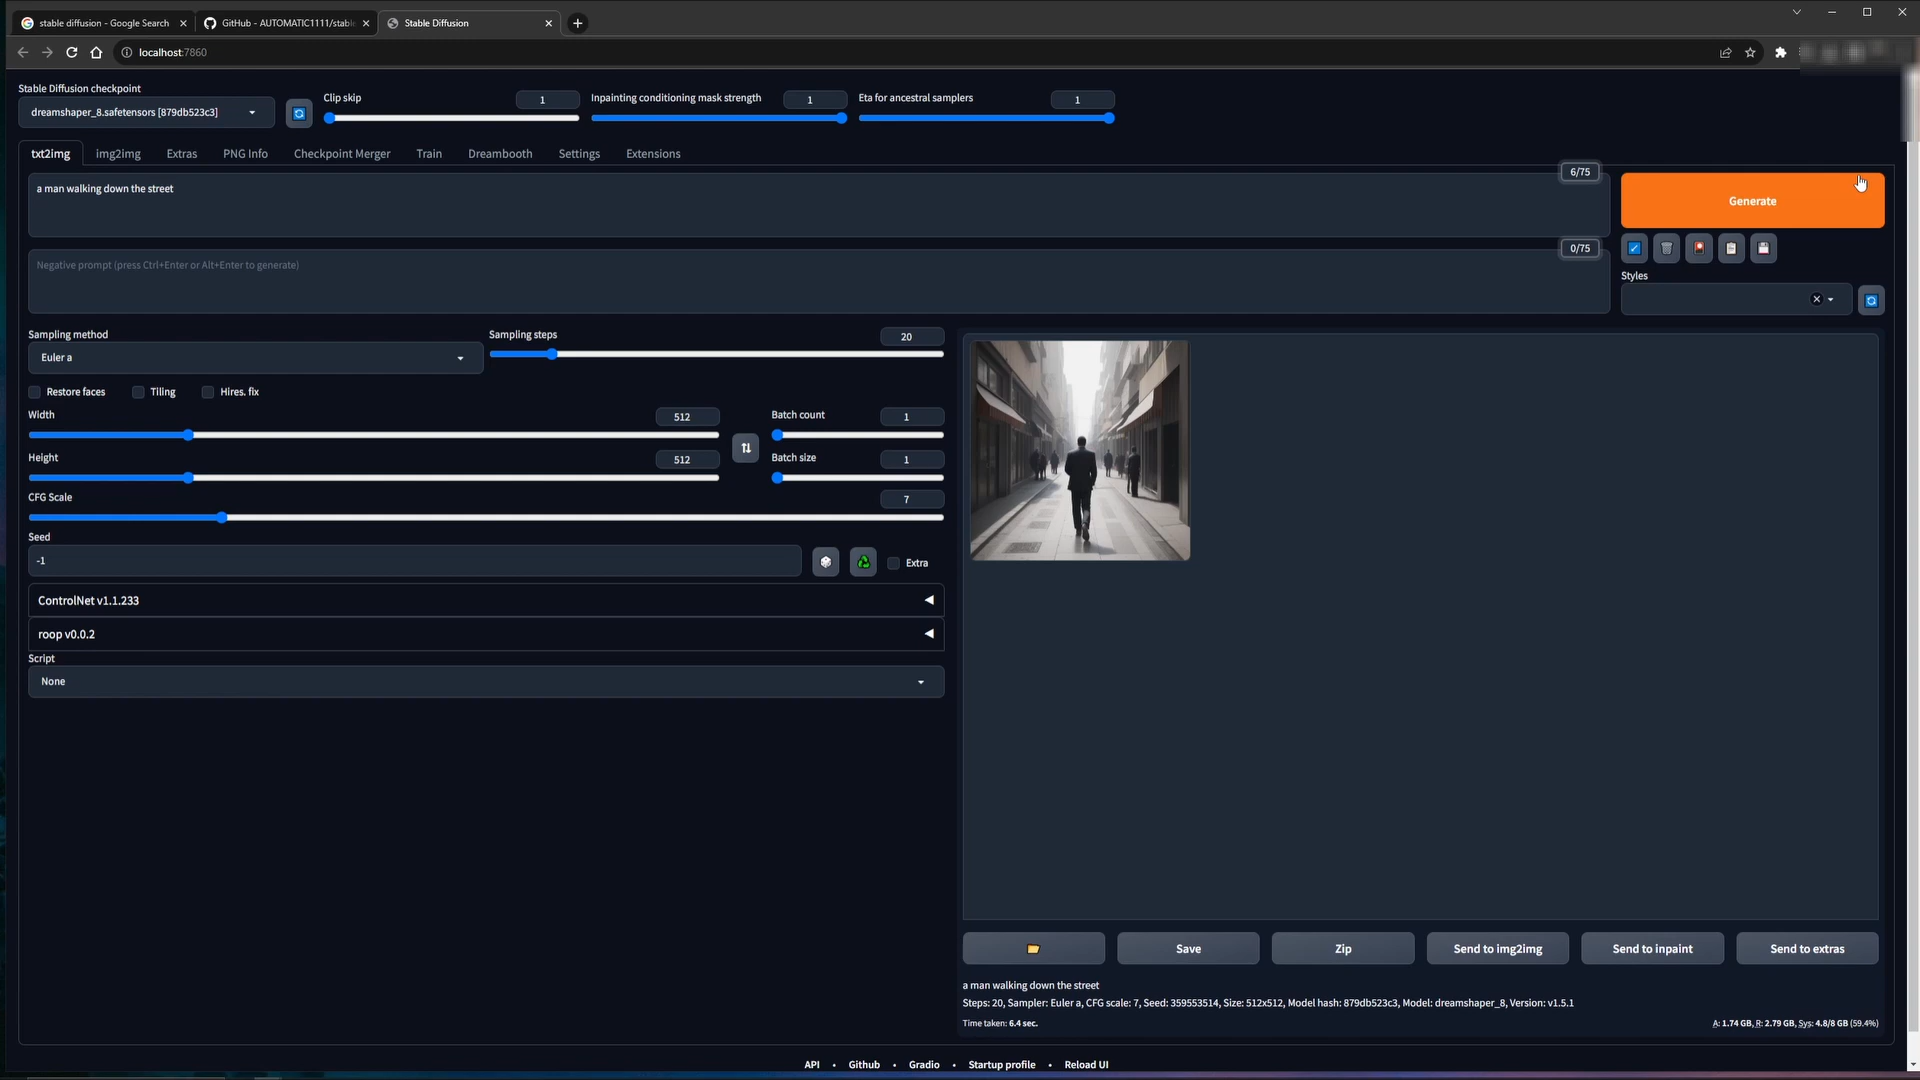 stable diffusion - Google Search
GitHub - AUTOMATIC1111/stable
Stable Diffusion
localhost:7860
Stable Diffusion checkpoint
dreamshaper_8.safetensors [879db523c3]
Clip skip
1
Inpainting conditioning mask strength
1
Eta for ancestral samplers
1
txt2img
img2img
Extras
PNG Info
Checkpoint Merger
Train
Dreambooth
Settings
Extensions
a man walking down the street
6/75
Generate
Negative prompt (press Ctrl+Enter or Alt+Enter to generate)
0/75
Styles
Sampling method
Euler a
Sampling steps
20
Restore faces
Tiling
Hires. fix
Width
512
Batch count
1
Height
512
Batch size
1
CFG Scale
7
Seed
-1
Extra
ControlNet v1.1.233
roop v0.0.2
Script
None
Save
Zip
Send to img2img
Send to inpaint
Send to extras
a man walking down the street
Steps: 20, Sampler: Euler a, CFG scale: 7, Seed: 359553514, Size: 512x512, Model hash: 879db523c3, Model: dreamshaper_8, Version: v1.5.1
Time taken: 6.4 sec.
A: 1.74 GB, R: 2.79 GB, Sys: 4.8/8 GB (59.4%)
API • Github • Gradio • Startup profile • Reload UI